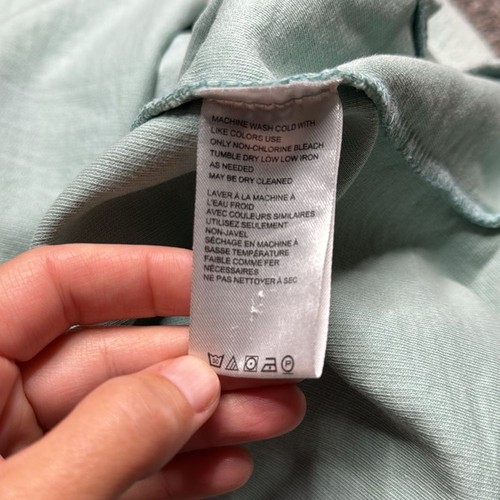 MACHINE WASH COLD WITH
LIKE COLORS USE
ONLY NON-CHLORINE BLEACH
TUMBLE DRY LOW LOW IRON
AS NEEDED
MAY BE DRY CLEANED
LAVER À LA MACHINE À
L'EAU FROID
AVEC COULEURS SIMILAIRES
UTILISEZ SEULEMENT
NON-JAVEL
SÉCHAGE EN MACHINE À
BASSE TEMPÉRATURE
FAIBLE COMME FER
NÉCESSAIRES
NE PAS NETTOYER À SEC